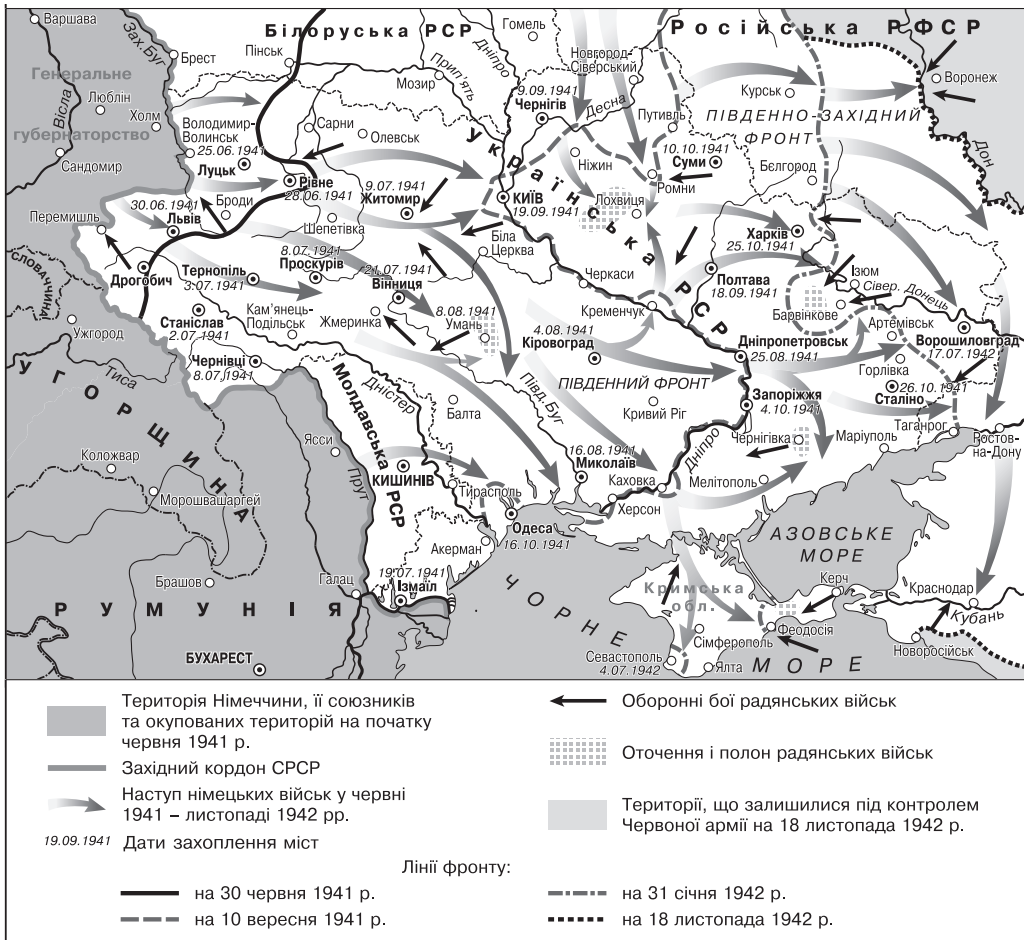 Варшава
Зах. Буг
Брест
Пінськ
Білоруська РСР
Гомель
Мозир
Прип'ять
Дніпро
Новгород-
Сіверський
Російська РФСР
Курськ
Воронеж
ПІВДЕННО-ЗАХІДНИЙ
ФРОНТ
Дон
Генеральне
губернаторство
Вісла
Люблін
Холм
Сандомир
Володимир-
Волинськ
25.06.1941
Луцьк
Сарни
Олевськ
Рівне
28.06.1941
9.09.1941
Чернігів
Десна
Путивль
10.10.1941
Суми
Ніжин
Ромни
Бєлгород
Українська РСР
Перемишль
30.06.1941
Львів
Броди
Шепетівка
9.07.1941
Житомир
КИЇВ
19.09.1941
Лохвиця
Харків
25.10.1941
СЛОВАЧЧИНА
Дрогобич
Тернопіль
3.07.1941
8.07.1941
Проскурів
21.07.1941
Вінниця
Біла
Церква
Черкаси
Полтава
18.09.1941
Ізюм
Сівер. Донець
Барвінкове
Ужгород
Станіслав
2.07.1941
Кам'янець-
Подільськ
Жмеринка
8.08.1941
Умань
4.08.1941
Кіровоград
Кременчук
Дніпропетровськ
25.08.1941
Артемівськ
Ворошиловград
17.07.1942
Чернівці
8.07.1941
Тиса
УГОРЩИНА
Молдавська РСР
Дністер
Балта
Півд. Буг
ПІВДЕННИЙ ФРОНТ
Кривий Ріг
Запоріжжя
4.10.1941
Горлівка
26.10.1941
Сталіно
Таганрог
Ростов-
на-Дону
Коложвар
Морошвашаргей
Ясси
Прут
КИШИНІВ
Тирасполь
16.08.1941
Миколаїв
Каховка
Дніпро
Чернігівка
Маріуполь
Мелітополь
Херсон
Одеса
16.10.1941
Акерман
АЗОВСЬКЕ
МОРЕ
Брашов
Галац
19.07.1941
Ізмаїл
РУМУНІЯ
БУХАРЕСТ
ЧОРНЕ МОРЕ
Кримська
обл.
Керч
Краснодар
Кубань
Сімферополь
Феодосія
Новоросійськ
Севастополь
4.07.1942
Ялта
Територія Німеччини, її союзників
та окупованих територій на початку
червня 1941 р.
Західний кордон СРСР
Наступ німецьких військ у червні
1941 – листопаді 1942 рр.
19.09.1941 Дати захоплення міст
Оборонні бої радянських військ
Оточення і полон радянських військ
Території, що залишилися під контролем
Червоної армії на 18 листопада 1942 р.
Лінії фронту:
на 30 червня 1941 р.
на 10 вересня 1941 р.
на 31 січня 1942 р.
на 18 листопада 1942 р.